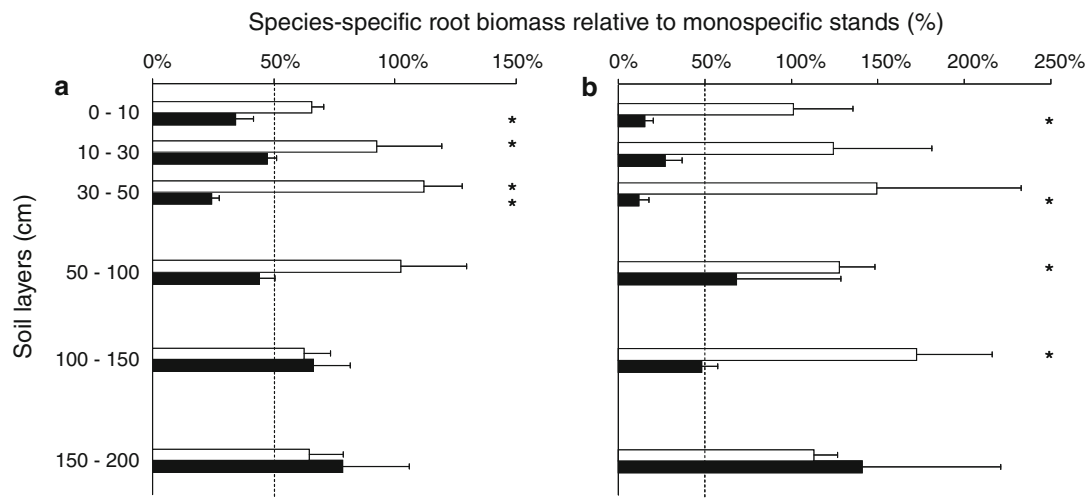 Species-specific root biomass relative to monospecific stands (%)
0% 50% 100% 150%
0% 50% 100% 150% 200% 250%
a
b
Soil layers (cm)
0 - 10
*
*
10 - 30
*
30 - 50
*
*
*
50 - 100
*
100 - 150
*
150 - 200